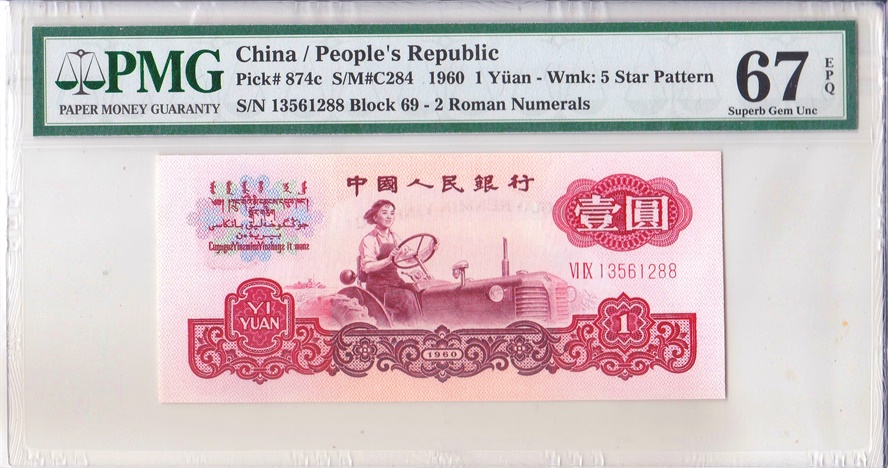 PMG
PAPER MONEY GUARANTY
China / People's Republic
Pick# 874c S/M#C284 1960 1 Yüan - Wmk: 5 Star Pattern
S/N 13561288 Block 69 - 2 Roman Numerals
67
EPQ
Superb Gem Unc
中國人民銀行
壹圓
VI IX 13561288
YI
YUAN
1960
1